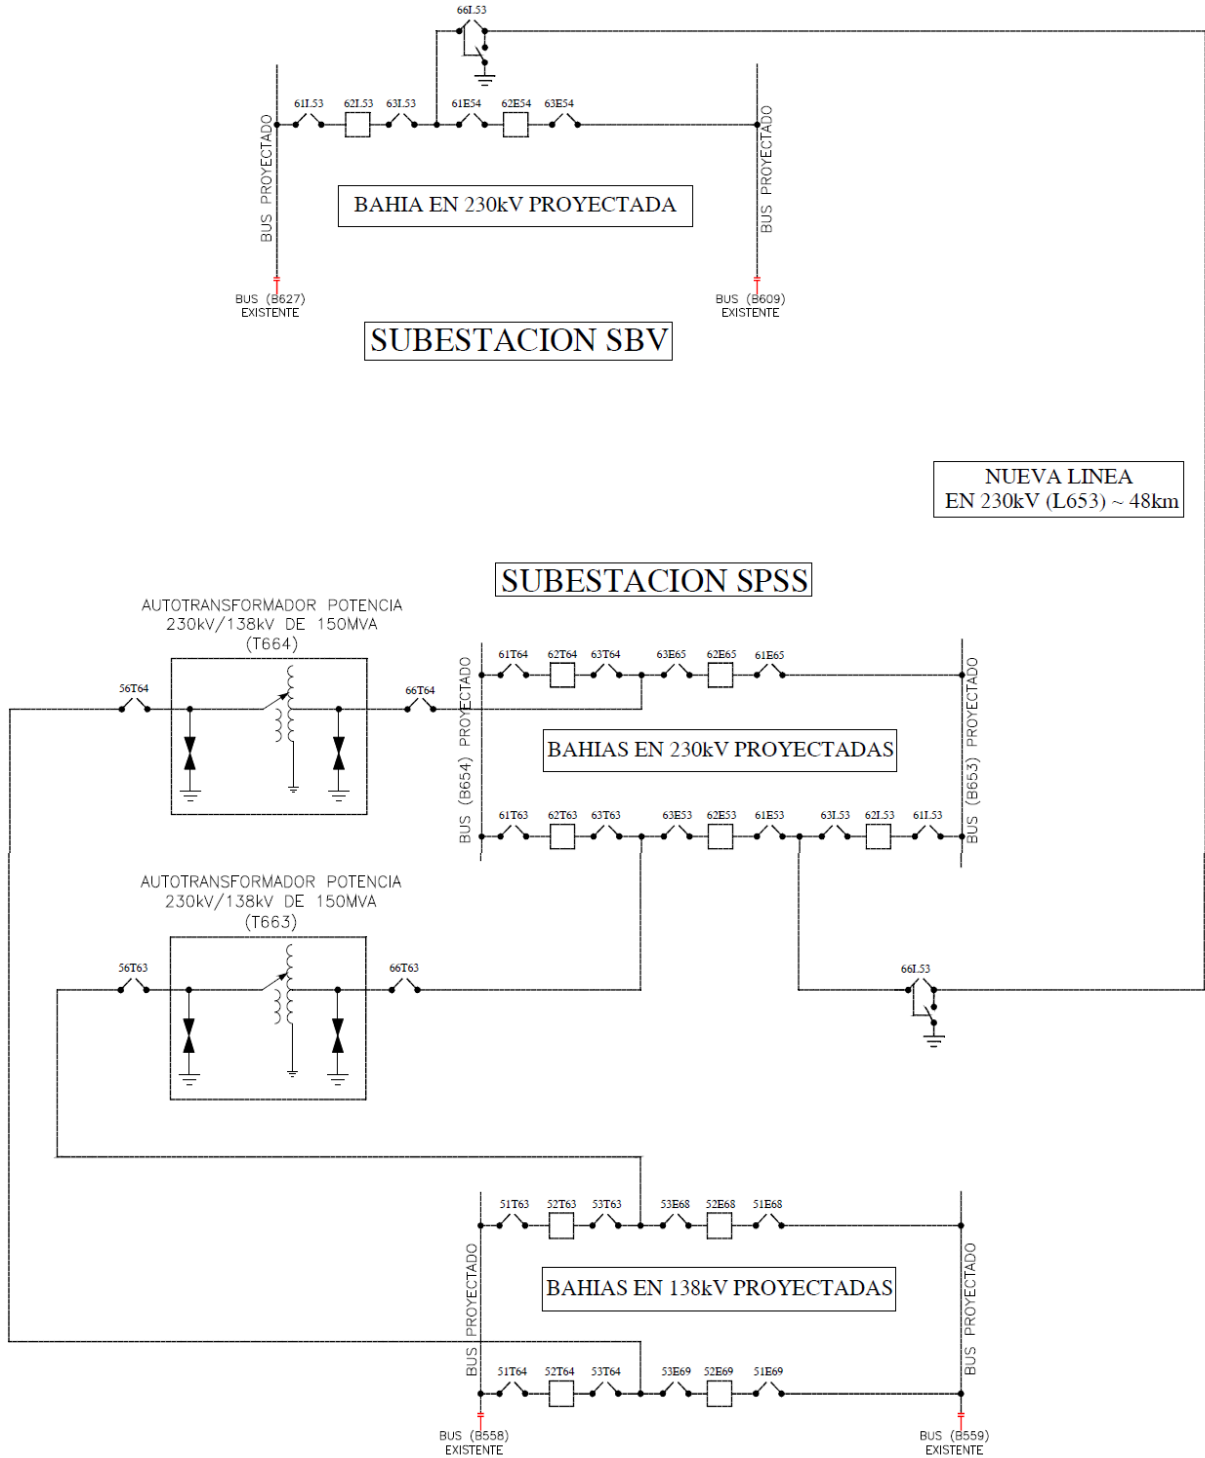 66L53
61L53 62L53 63L53 61E54 62E54 63E54
BUS PROYECTADO
BUS PROYECTADO
BAHIA EN 230kV PROYECTADA
BUS (B627)
EXISTENTE
BUS (B609)
EXISTENTE
SUBESTACION SBV
NUEVA LINEA
EN 230kV (L653) ~ 48km
SUBESTACION SPSS
AUTOTRANSFORMADOR POTENCIA
230kV/138kV DE 150MVA
(T664)
56T64
66T64
61T64 62T64 63T64 63E65 62E65 61E65
BUS (B654) PROYECTADO
BUS (B653) PROYECTADO
BAHIAS EN 230kV PROYECTADAS
61T63 62T63 63T63 63E53 62E53 61E53 63L53 62L53 61L53
AUTOTRANSFORMADOR POTENCIA
230kV/138kV DE 150MVA
(T663)
56T63
66T63
66L53
51T63 52T63 53T63 53E68 52E68 51E68
BUS PROYECTADO
BUS PROYECTADO
BAHIAS EN 138kV PROYECTADAS
51T64 52T64 53T64 53E69 52E69 51E69
BUS (B558)
EXISTENTE
BUS (B559)
EXISTENTE